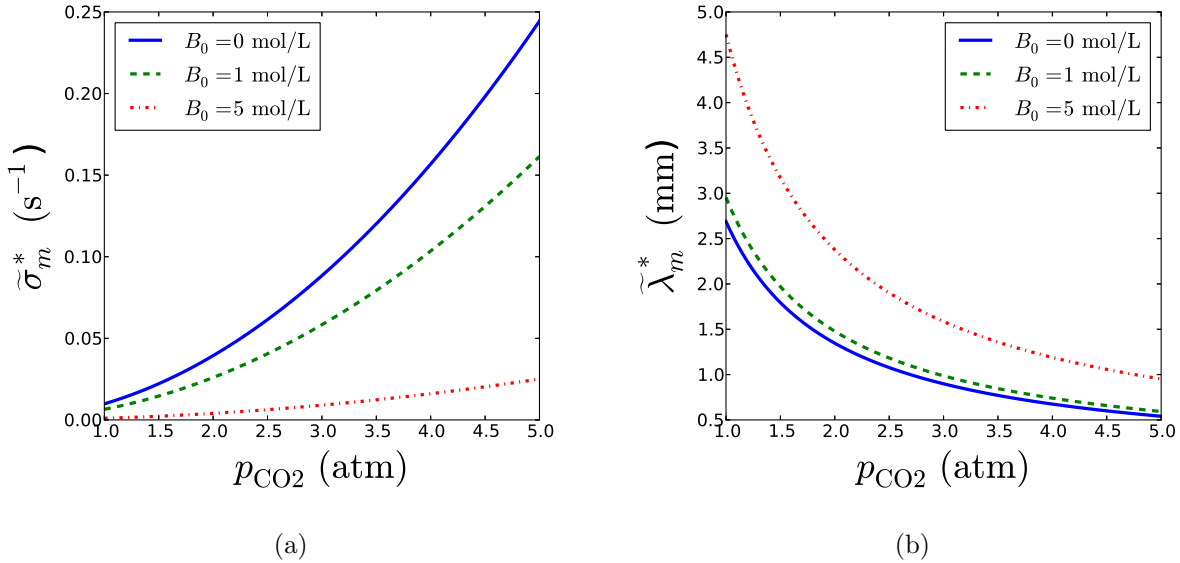 0.25
0.20
0.15
0.10
0.05
0.00
1.0 1.5 2.0 2.5 3.0 3.5 4.0 4.5 5.0
σ̃*m (s−1)
pCO2 (atm)
B0 =0 mol/L
B0 =1 mol/L
B0 =5 mol/L
(a)
5.0
4.5
4.0
3.5
3.0
2.5
2.0
1.5
1.0
0.5
1.0 1.5 2.0 2.5 3.0 3.5 4.0 4.5 5.0
λ̃*m (mm)
pCO2 (atm)
B0 =0 mol/L
B0 =1 mol/L
B0 =5 mol/L
(b)